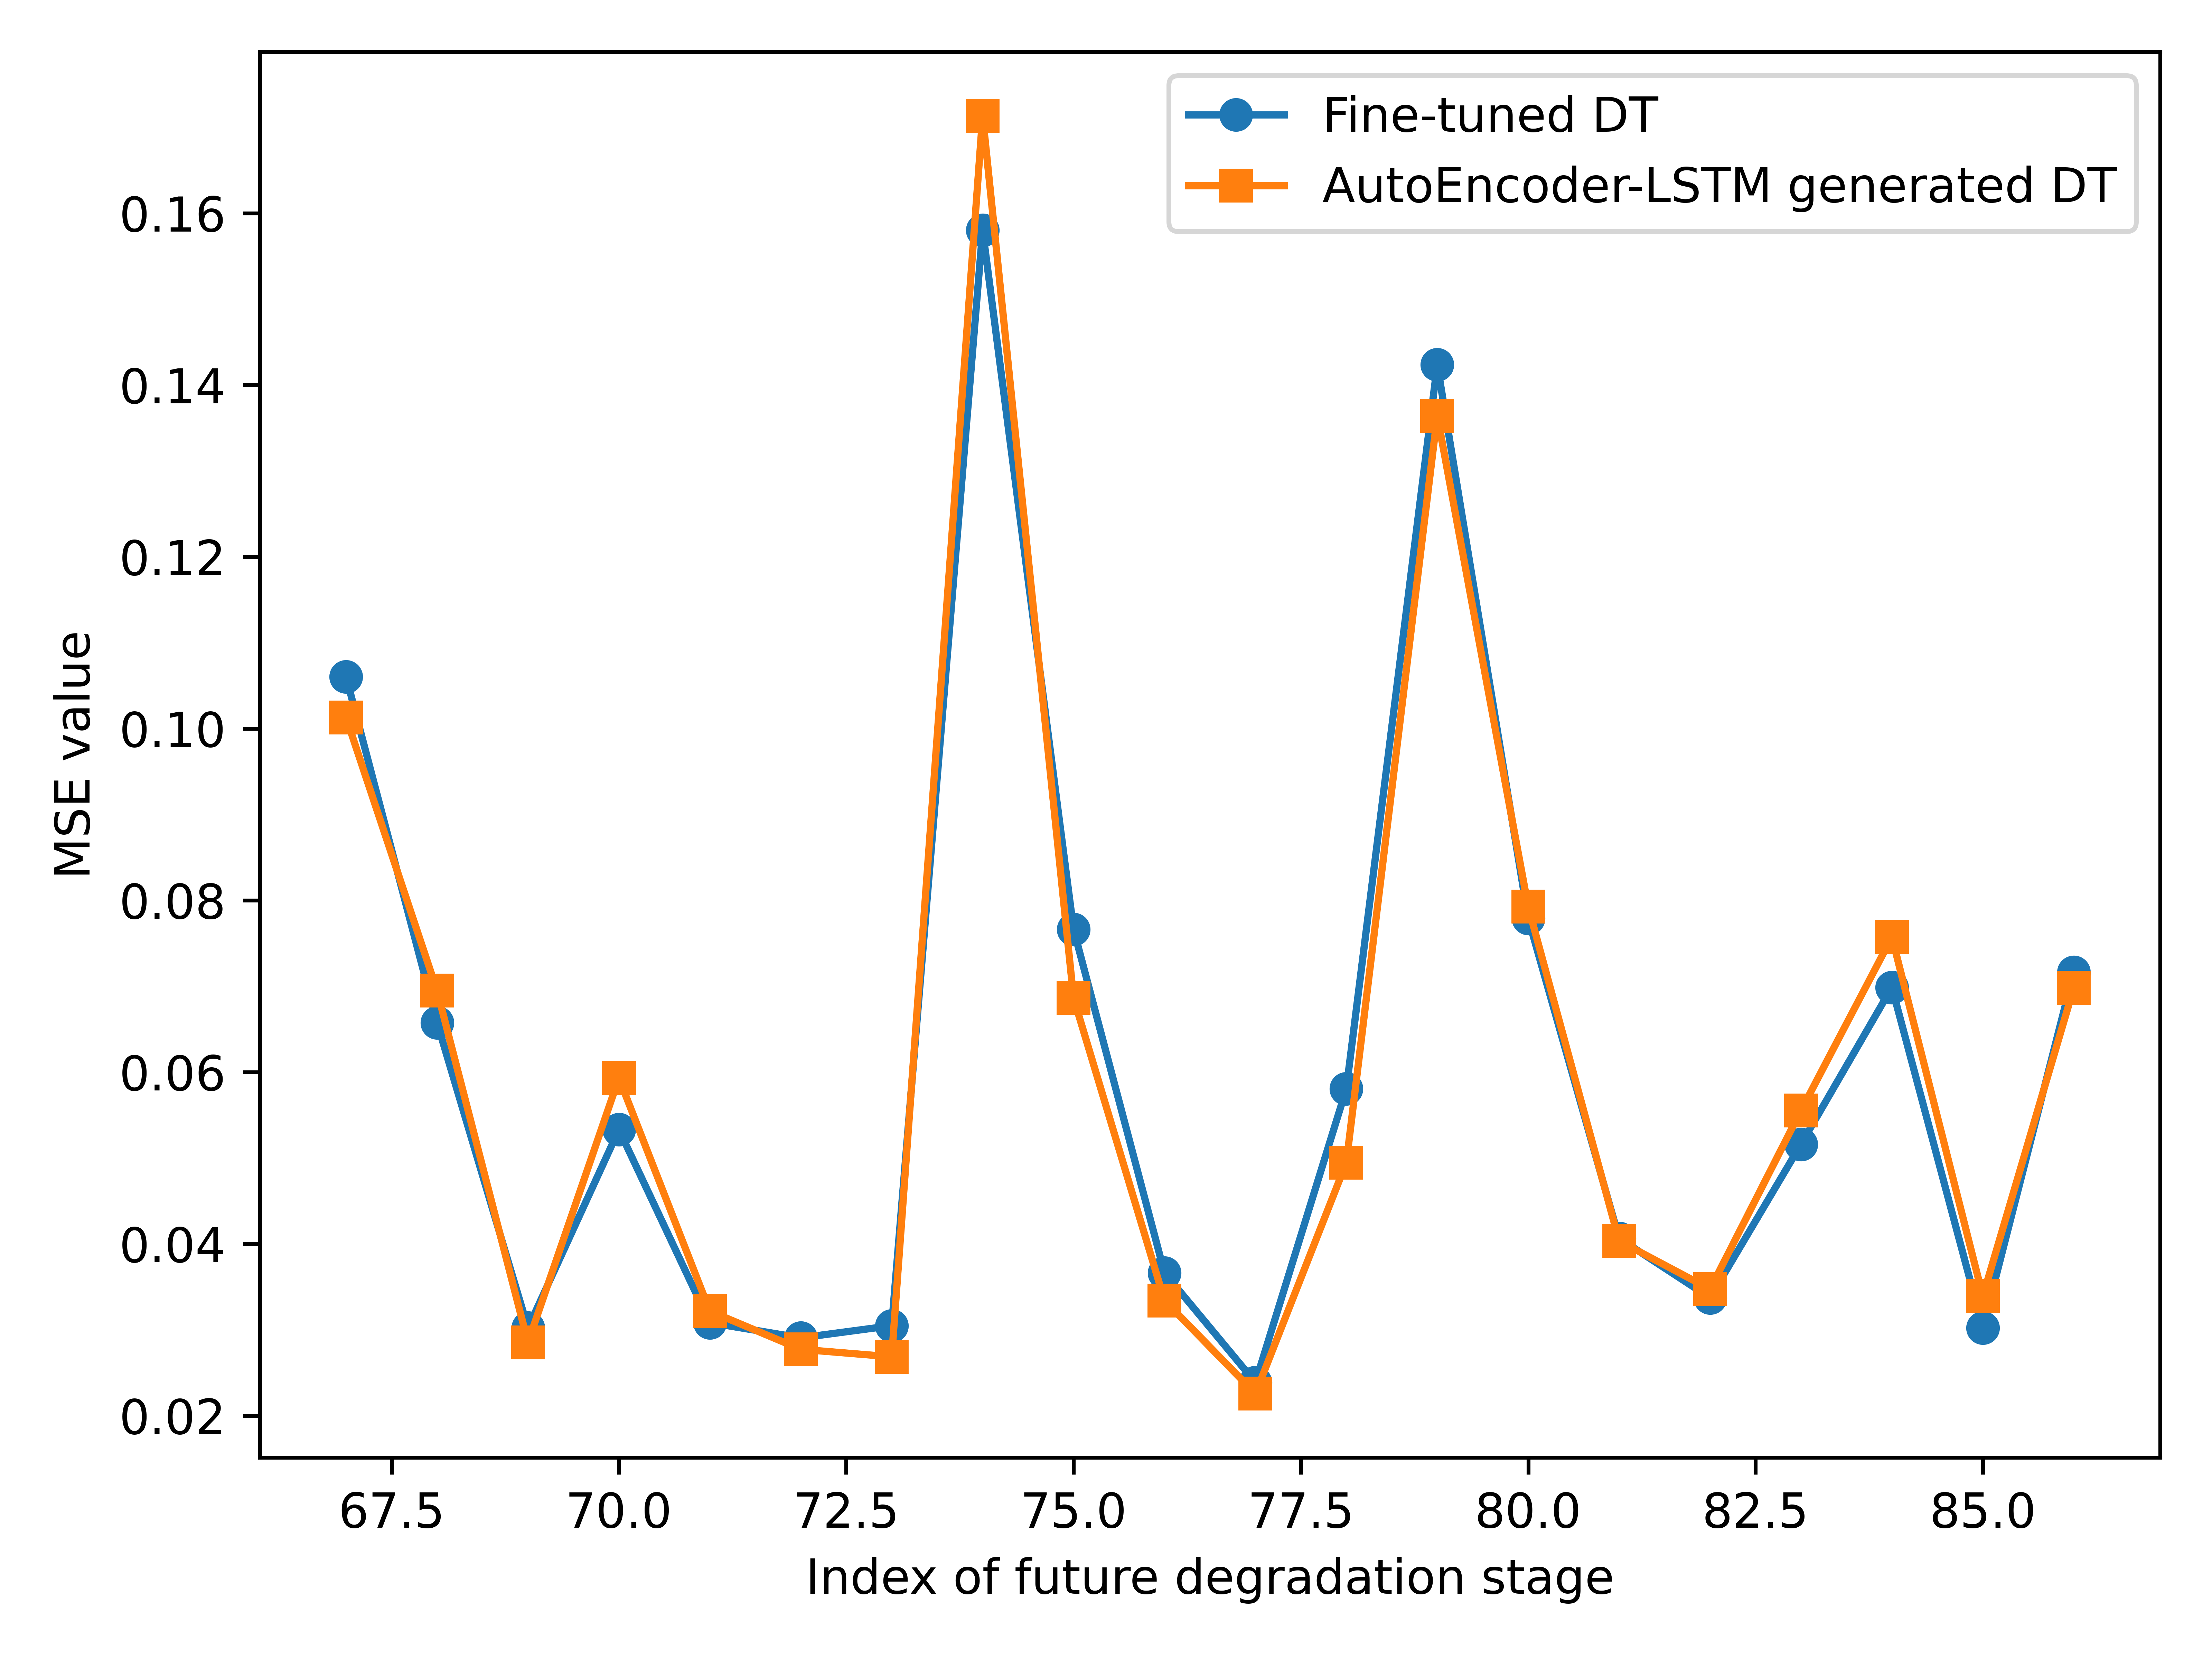 Fine-tuned DT
AutoEncoder-LSTM generated DT
0.16
0.14
0.12
0.10
0.08
0.06
0.04
0.02
MSE value
67.5 70.0 72.5 75.0 77.5 80.0 82.5 85.0
Index of future degradation stage